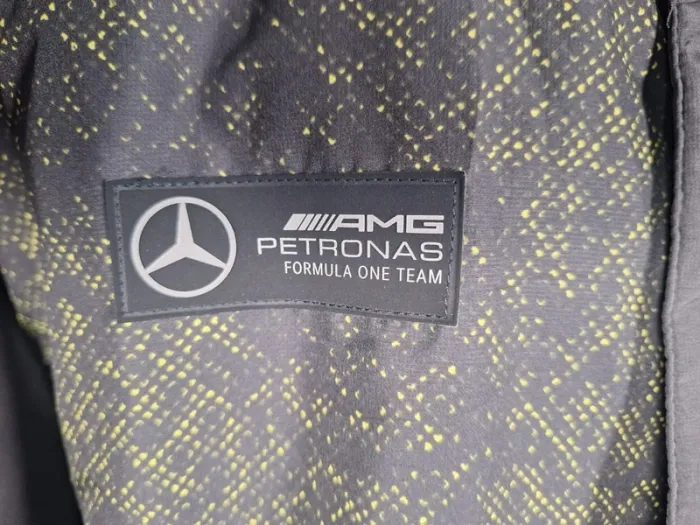 AMG
PETRONAS
FORMULA ONE TEAM